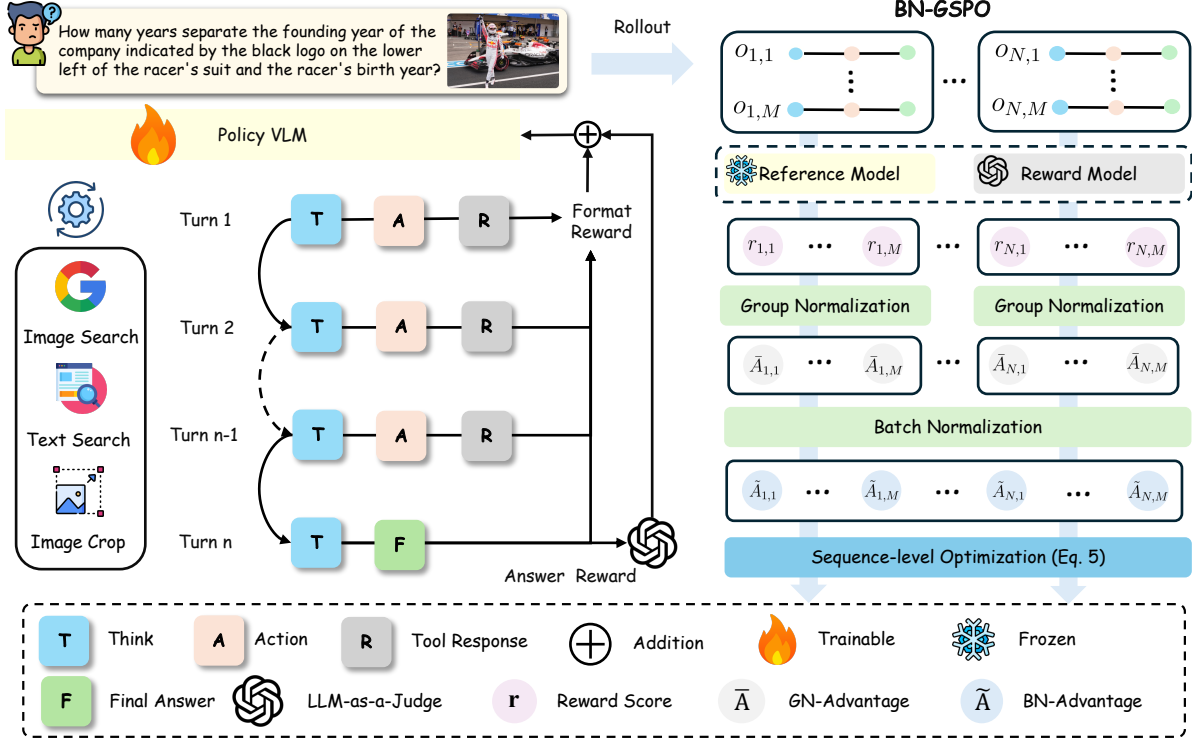 How many years separate the founding year of the
company indicated by the black logo on the lower
left of the racer's suit and the racer's birth year?
Rollout
BN-GSPO
Policy VLM
Image Search
Text Search
Image Crop
Turn 1
T A R
Format
Reward
Turn 2
T A R
Turn n-1
T A R
Turn n
T F
Answer Reward
o1,1
⋮
o1,M
...
oN,1
⋮
oN,M
Reference Model
Reward Model
r1,1 ... r1,M ... rN,1 ... rN,M
Group Normalization
Group Normalization
Ā1,1 ... Ā1,M ... ĀN,1 ... ĀN,M
Batch Normalization
Ã1,1 ... Ã1,M ... ÃN,1 ... ÃN,M
Sequence-level Optimization (Eq. 5)
T Think A Action R Tool Response + Addition Trainable Frozen
F Final Answer LLM-as-a-Judge r Reward Score Ā GN-Advantage Ã BN-Advantage